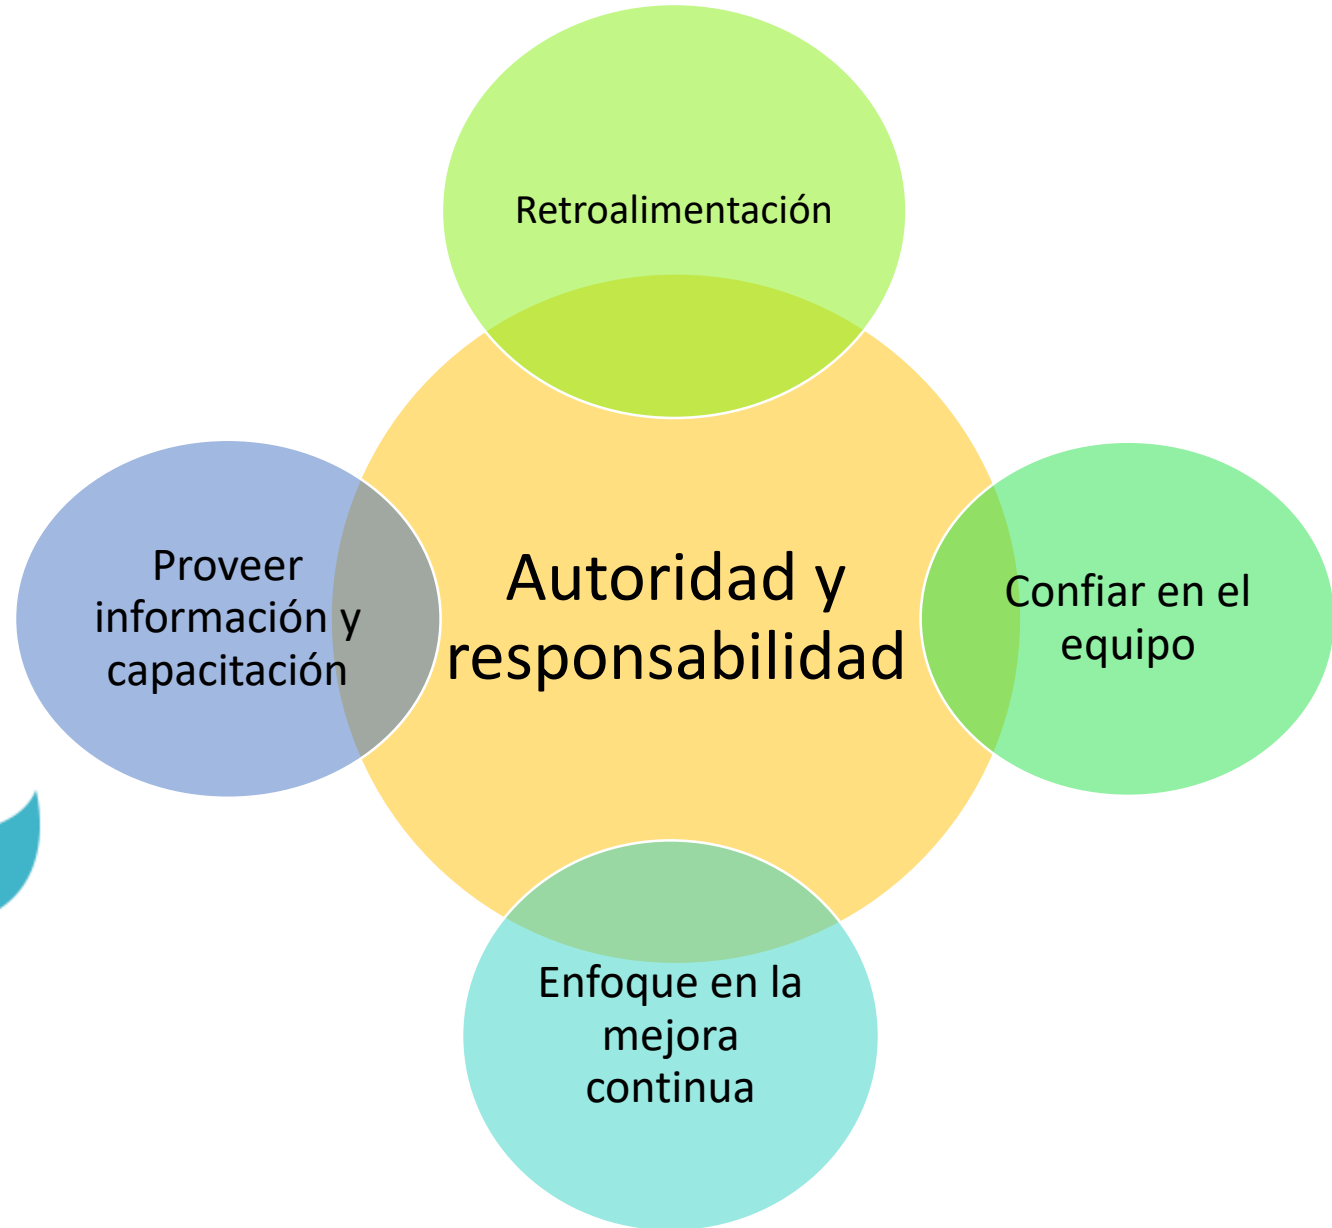 Retroalimentación
Proveer
información y
capacitación
Autoridad y
responsabilidad
Confiar en el
equipo
Enfoque en la
mejora
continua